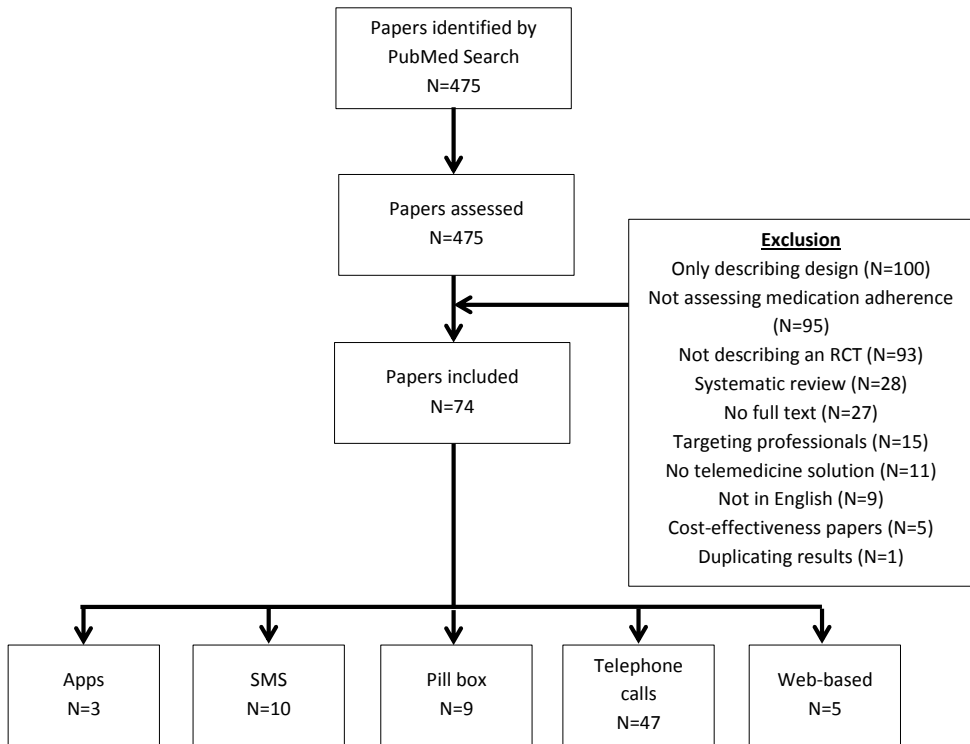 Papers identified by
PubMed Search
N=475
Papers assessed
N=475
Exclusion
Only describing design (N=100)
Not assessing medication adherence
(N=95)
Not describing an RCT (N=93)
Systematic review (N=28)
No full text (N=27)
Targeting professionals (N=15)
No telemedicine solution (N=11)
Not in English (N=9)
Cost-effectiveness papers (N=5)
Duplicating results (N=1)
Papers included
N=74
Apps
N=3
SMS
N=10
Pill box
N=9
Telephone
calls
N=47
Web-based
N=5